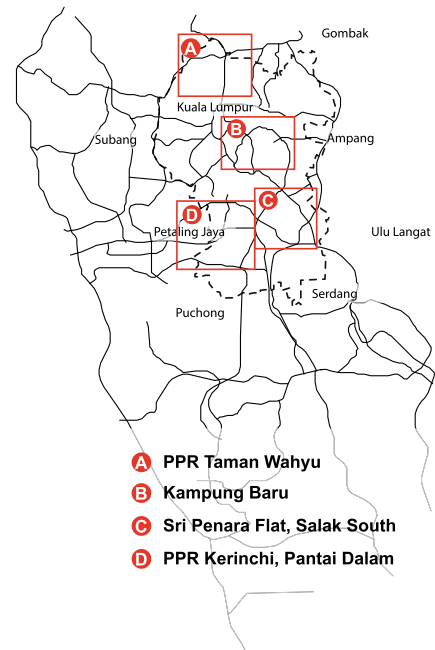 Gombak
A
Kuala Lumpur
B
Subang
Ampang
C
D
Petaling Jaya
Ulu Langat
Serdang
Puchong
A PPR Taman Wahyu
B Kampung Baru
C Sri Penara Flat, Salak South
D PPR Kerinchi, Pantai Dalam